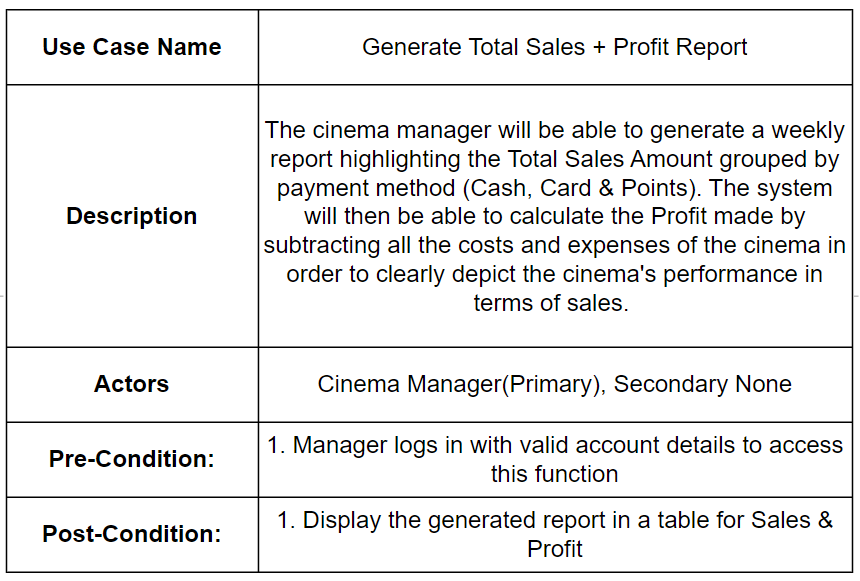 Use Case Name
Generate Total Sales + Profit Report
Description
The cinema manager will be able to generate a weekly
report highlighting the Total Sales Amount grouped by
payment method (Cash, Card & Points). The system
will then be able to calculate the Profit made by
subtracting all the costs and expenses of the cinema in
order to clearly depict the cinema's performance in
terms of sales.
Actors
Cinema Manager(Primary), Secondary None
Pre-Condition:
1. Manager logs in with valid account details to access
this function
Post-Condition:
1. Display the generated report in a table for Sales &
Profit